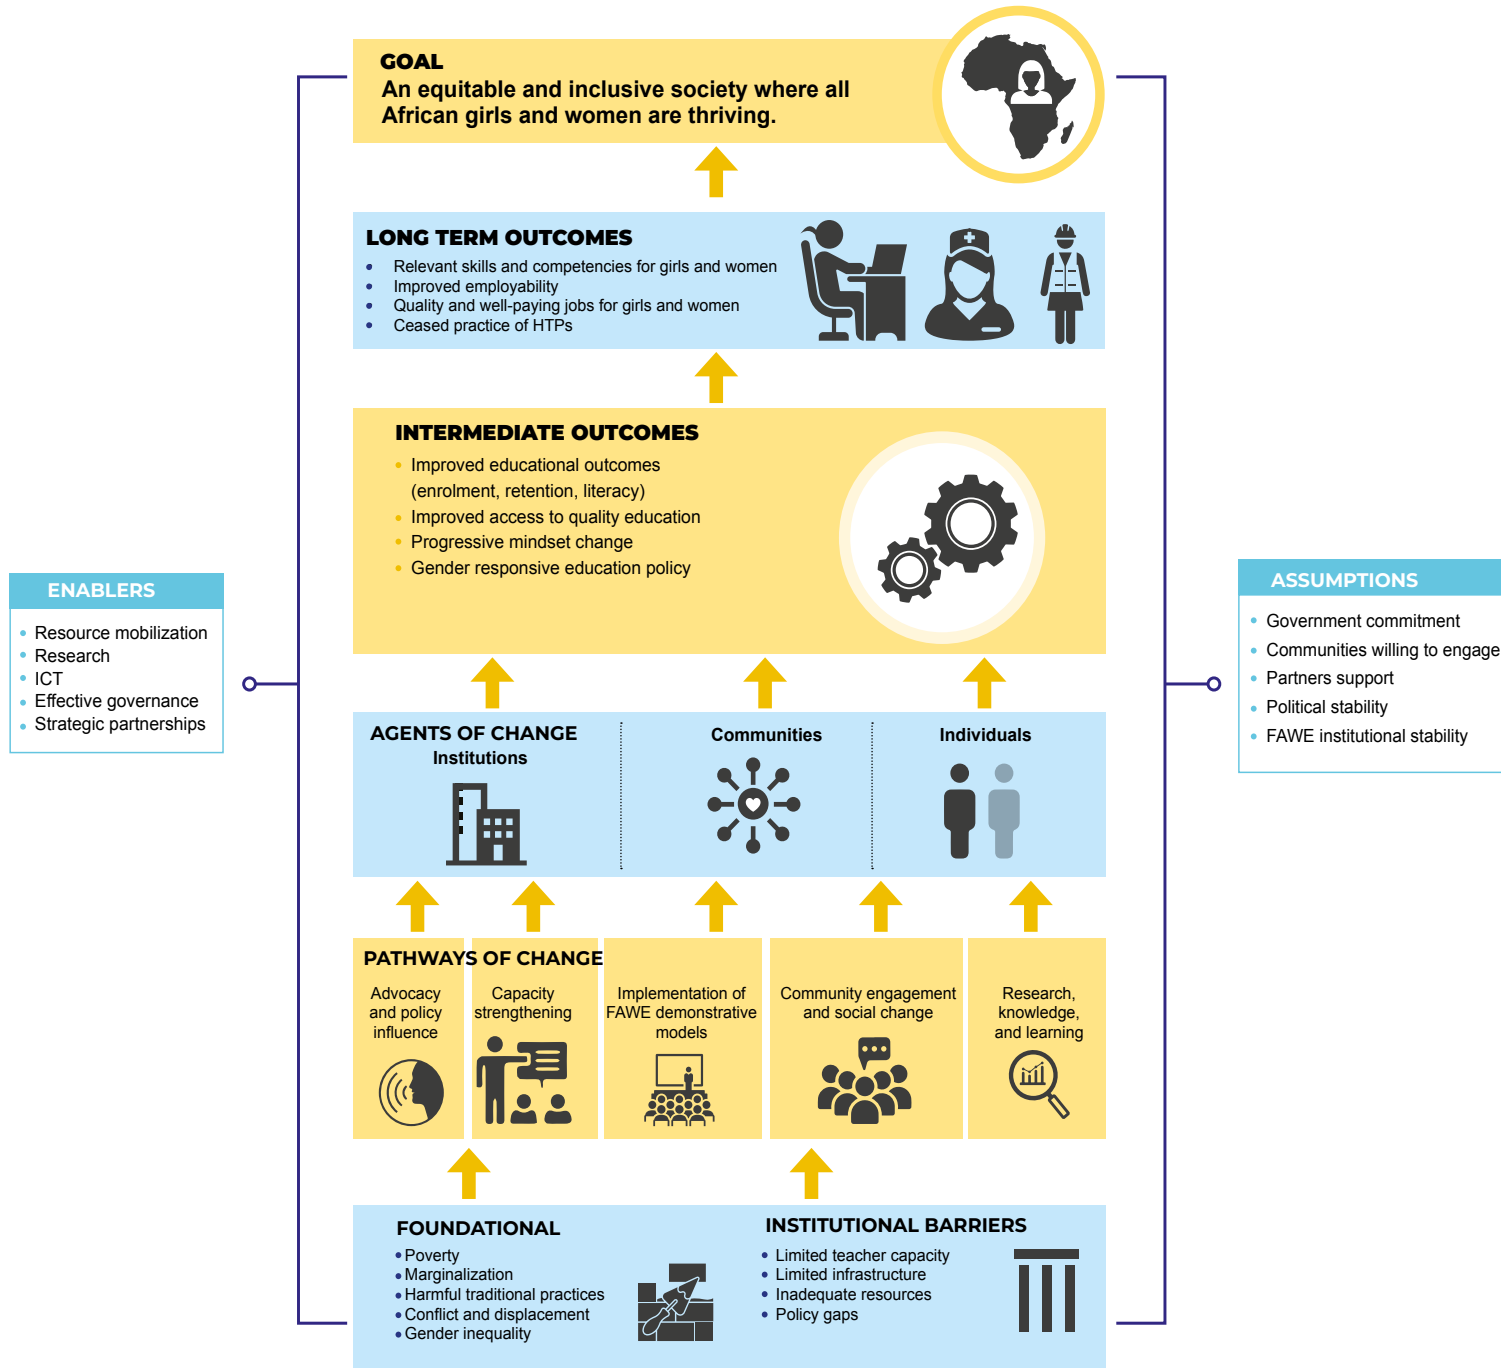 GOAL
An equitable and inclusive society where all
African girls and women are thriving.
LONG TERM OUTCOMES
• Relevant skills and competencies for girls and women
• Improved employability
• Quality and well-paying jobs for girls and women
• Ceased practice of HTPs
INTERMEDIATE OUTCOMES
• Improved educational outcomes
(enrolment, retention, literacy)
• Improved access to quality education
• Progressive mindset change
• Gender responsive education policy
ENABLERS
• Resource mobilization
• Research
• ICT
• Effective governance
• Strategic partnerships
ASSUMPTIONS
• Government commitment
• Communities willing to engage
• Partners support
• Political stability
• FAWE institutional stability
AGENTS OF CHANGE
Institutions
Communities
Individuals
PATHWAYS OF CHANGE
Advocacy
and policy
influence
Capacity
strengthening
Implementation of
FAWE demonstrative
models
Community engagement
and social change
Research,
knowledge,
and learning
FOUNDATIONAL
• Poverty
• Marginalization
• Harmful traditional practices
• Conflict and displacement
• Gender inequality
INSTITUTIONAL BARRIERS
• Limited teacher capacity
• Limited infrastructure
• Inadequate resources
• Policy gaps